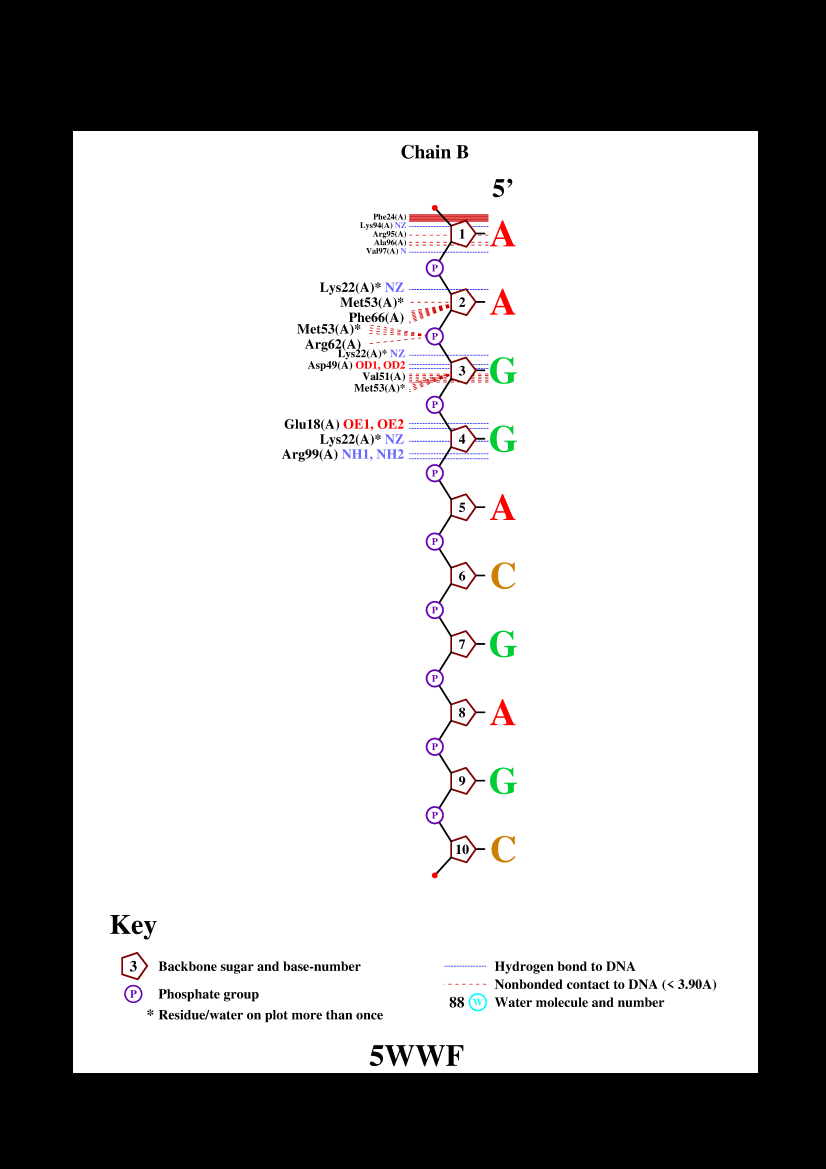 Chain B
5’
Phe24(A)
Lys94(A) NZ
Arg95(A)
Ala96(A)
Val97(A) N
1 A
P
Lys22(A)* NZ
Met53(A)*
Phe66(A)
2 A
Met53(A)*
Arg62(A)
P
Lys22(A)* NZ
Asp49(A) OD1, OD2
Val51(A)
Met53(A)*
3 G
P
Glu18(A) OE1, OE2
Lys22(A)* NZ
Arg99(A) NH1, NH2
4 G
P
5 A
P
6 C
P
7 G
P
8 A
P
9 G
P
10 C
Key
3 Backbone sugar and base-number
P Phosphate group
* Residue/water on plot more than once
Hydrogen bond to DNA
Nonbonded contact to DNA (< 3.90A)
88 W Water molecule and number
5WWF